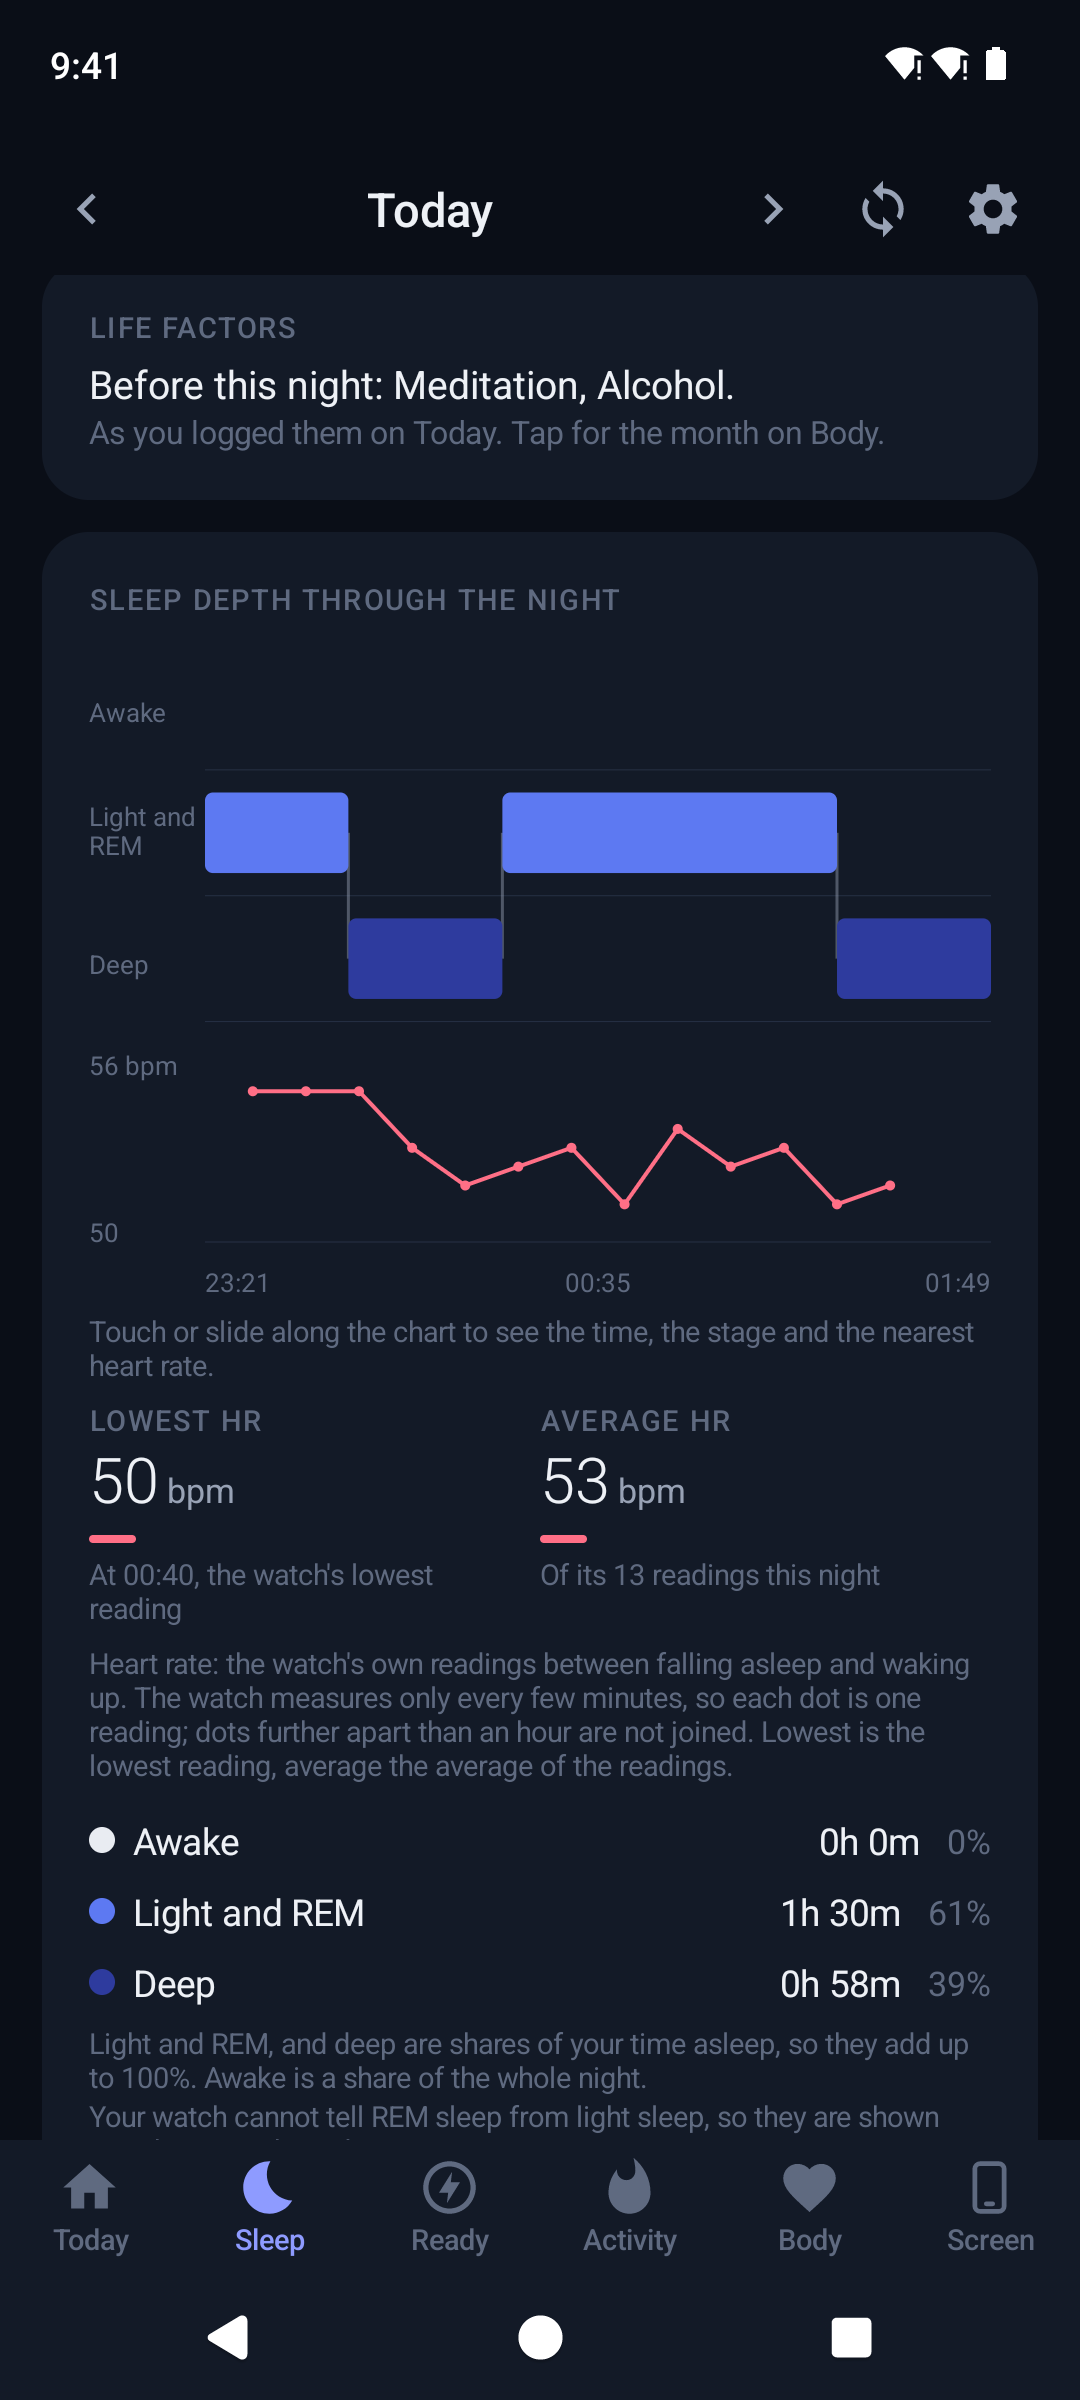 9:41
Today
LIFE FACTORS
Before this night: Meditation, Alcohol.
As you logged them on Today. Tap for the month on Body.
SLEEP DEPTH THROUGH THE NIGHT
Awake
Light and
REM
Deep
56 bpm
50
23:21 00:35 01:49
Touch or slide along the chart to see the time, the stage and the nearest
heart rate.
LOWEST HR AVERAGE HR
50 bpm 53 bpm
At 00:40, the watch's lowest
reading
Of its 13 readings this night
Heart rate: the watch's own readings between falling asleep and waking
up. The watch measures only every few minutes, so each dot is one
reading; dots further apart than an hour are not joined. Lowest is the
lowest reading, average the average of the readings.
Awake 0h 0m 0%
Light and REM 1h 30m 61%
Deep 0h 58m 39%
Light and REM, and deep are shares of your time asleep, so they add up
to 100%. Awake is a share of the whole night.
Your watch cannot tell REM sleep from light sleep, so they are shown
Today Sleep Ready Activity Body Screen